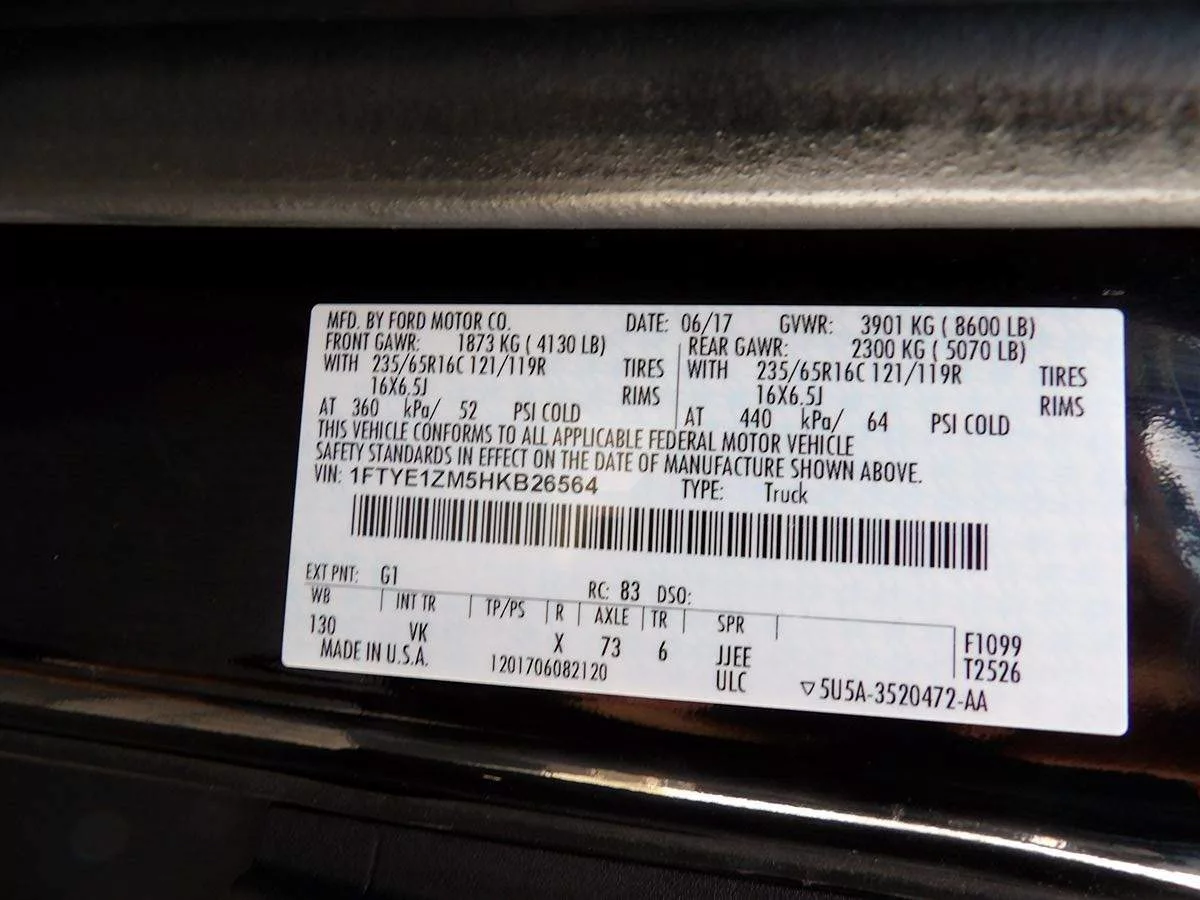 MFD. BY FORD MOTOR CO. DATE: 06/17 GVWR: 3901 KG ( 8600 LB)
FRONT GAWR: 1873 KG ( 4130 LB) REAR GAWR: 2300 KG ( 5070 LB)
WITH 235/65R16C 121/119R TIRES WITH 235/65R16C 121/119R TIRES
16X6.5J RIMS 16X6.5J RIMS
AT 360 kPa/ 52 PSI COLD AT 440 kPa/ 64 PSI COLD
THIS VEHICLE CONFORMS TO ALL APPLICABLE FEDERAL MOTOR VEHICLE
SAFETY STANDARDS IN EFFECT ON THE DATE OF MANUFACTURE SHOWN ABOVE.
VIN: 1FTYE1ZM5HKB26564 TYPE: Truck
EXT PNT: G1 RC: 83 DSO:
WB INT TR TP/PS R AXLE TR SPR
130 VK X 73 6 JJEE F1099
MADE IN U.S.A. 1201706082120 ULC T2526
▽5U5A-3520472-AA